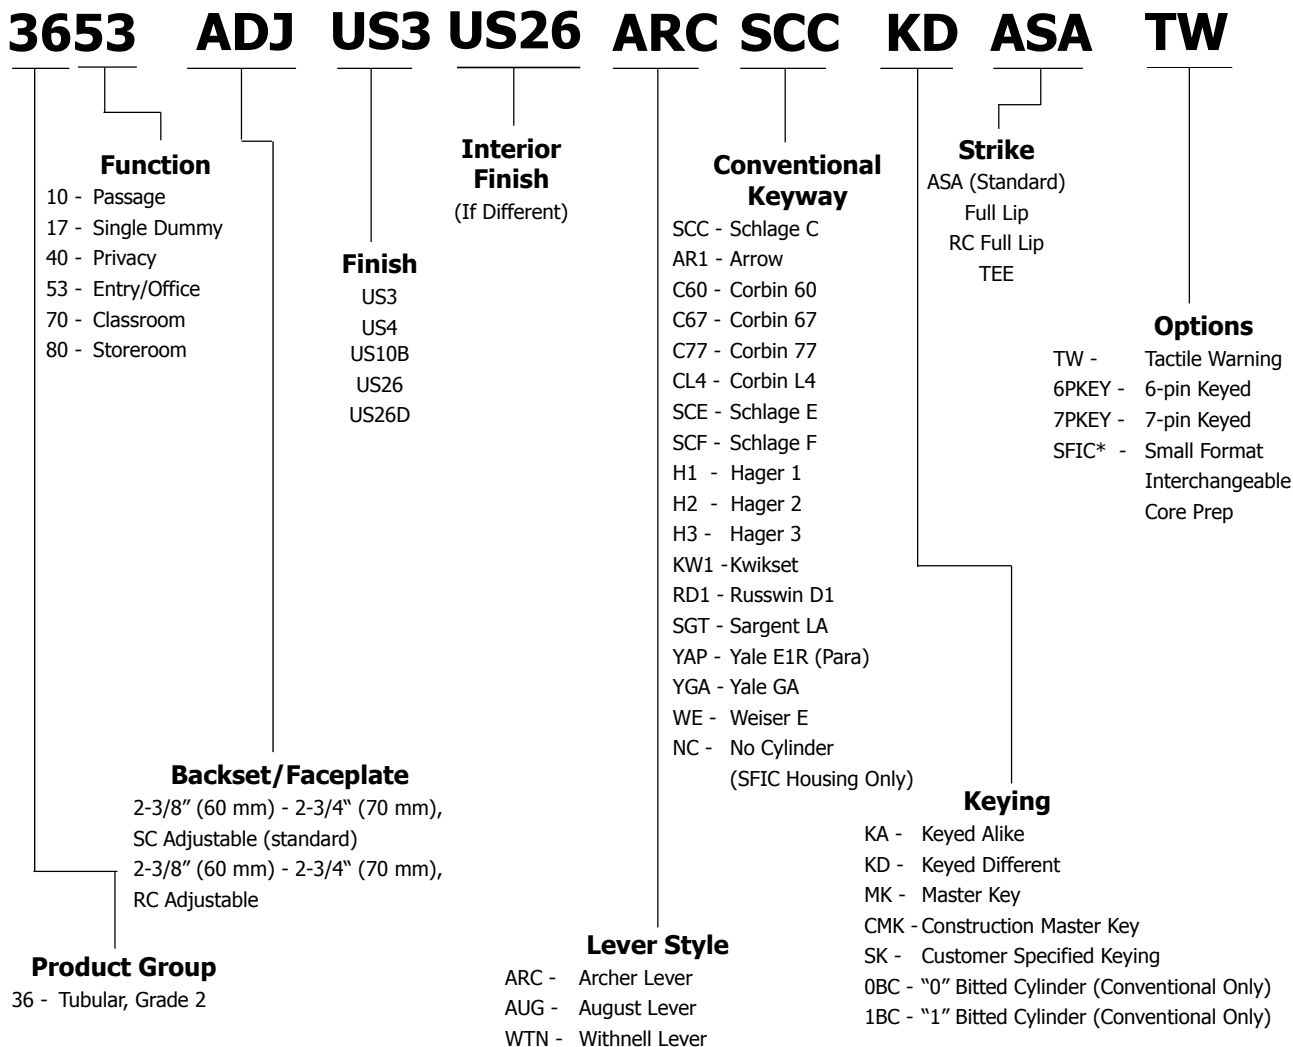 3653 ADJ US3 US26 ARC SCC KD ASA TW
Function
10 - Passage
17 - Single Dummy
40 - Privacy
53 - Entry/Office
70 - Classroom
80 - Storeroom
Finish
US3
US4
US10B
US26
US26D
Interior
Finish
(If Different)
Conventional
Keyway
SCC - Schlage C
AR1 - Arrow
C60 - Corbin 60
C67 - Corbin 67
C77 - Corbin 77
CL4 - Corbin L4
SCE - Schlage E
SCF - Schlage F
H1 - Hager 1
H2 - Hager 2
H3 - Hager 3
KW1 -Kwikset
RD1 - Russwin D1
SGT - Sargent LA
YAP - Yale E1R (Para)
YGA - Yale GA
WE - Weiser E
NC - No Cylinder
(SFIC Housing Only)
Strike
ASA (Standard)
Full Lip
RC Full Lip
TEE
Options
TW - Tactile Warning
6PKEY - 6-pin Keyed
7PKEY - 7-pin Keyed
SFIC* - Small Format
Interchangeable
Core Prep
Backset/Faceplate
2-3/8” (60 mm) - 2-3/4“ (70 mm),
SC Adjustable (standard)
2-3/8” (60 mm) - 2-3/4“ (70 mm),
RC Adjustable
Product Group
36 - Tubular, Grade 2
Lever Style
ARC - Archer Lever
AUG - August Lever
WTN - Withnell Lever
Keying
KA - Keyed Alike
KD - Keyed Different
MK - Master Key
CMK - Construction Master Key
SK - Customer Specified Keying
0BC - “0” Bitted Cylinder (Conventional Only)
1BC - “1” Bitted Cylinder (Conventional Only)